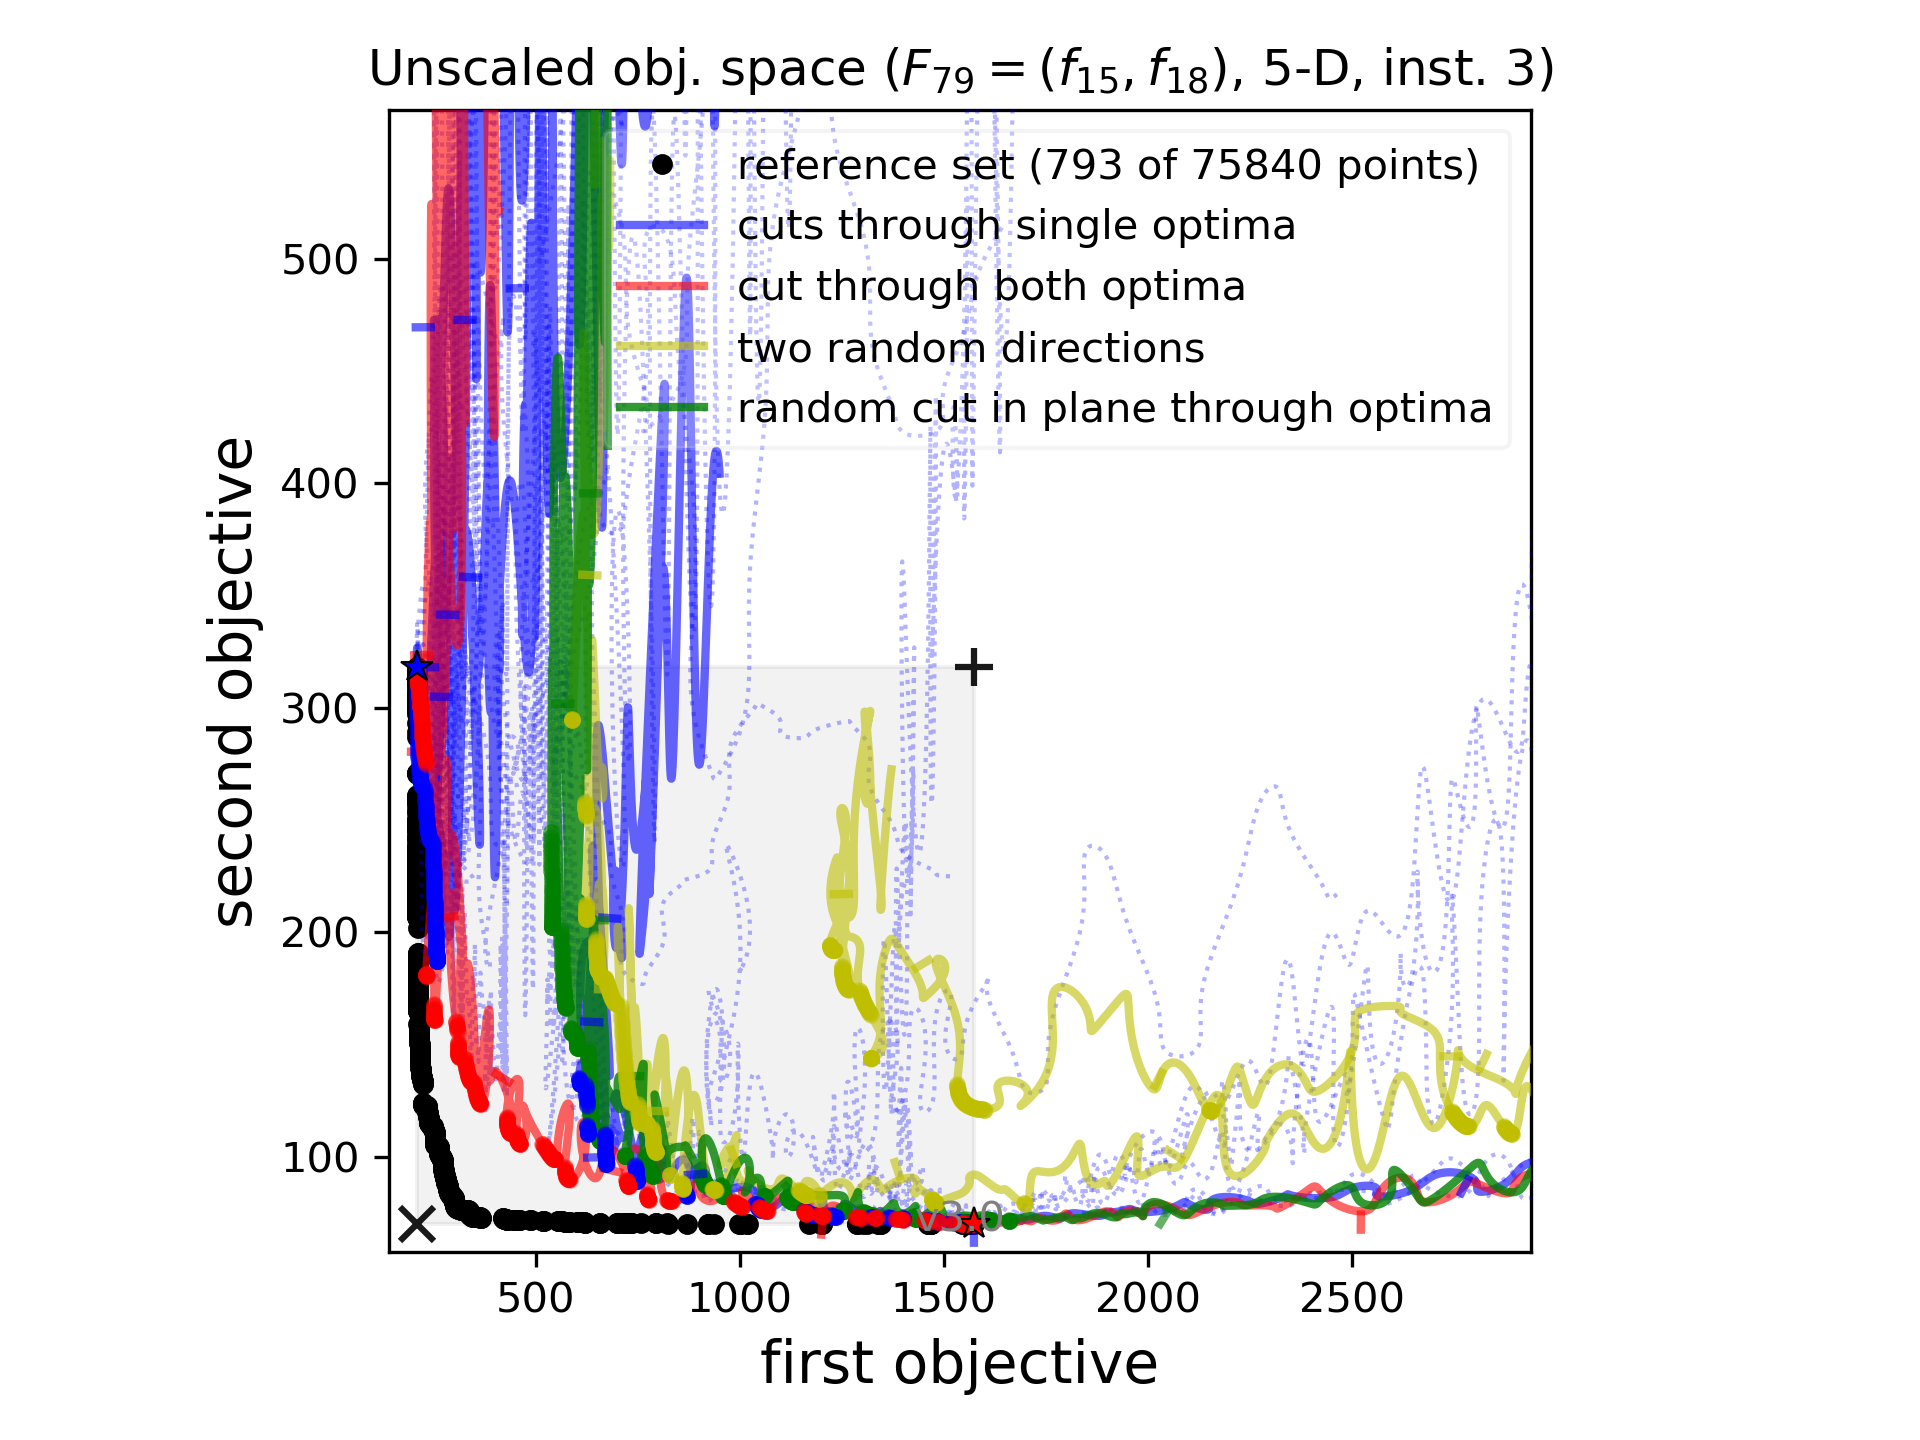 Unscaled obj. space (F79 = (f15, f18), 5-D, inst. 3)
reference set (793 of 75840 points)
cuts through single optima
cut through both optima
two random directions
random cut in plane through optima
second objective
500
400
300
200
100
v3.0
500 1000 1500 2000 2500
first objective